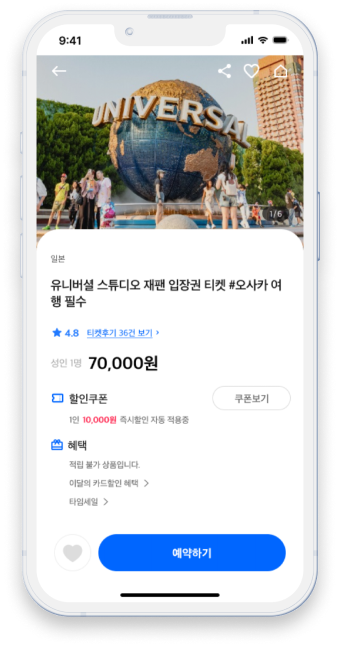 9:41
UNIVERSAL
1/6
일본
유니버셜 스튜디오 재팬 입장권 티켓 #오사카 여
행 필수
4.8 티켓후기 36건 보기 >
성인 1명 70,000원
할인쿠폰 쿠폰보기
1인 10,000원 즉시할인 자동 적용중
혜택
적립 불가 상품입니다.
이달의 카드할인 혜택 >
타임세일 >
예약하기